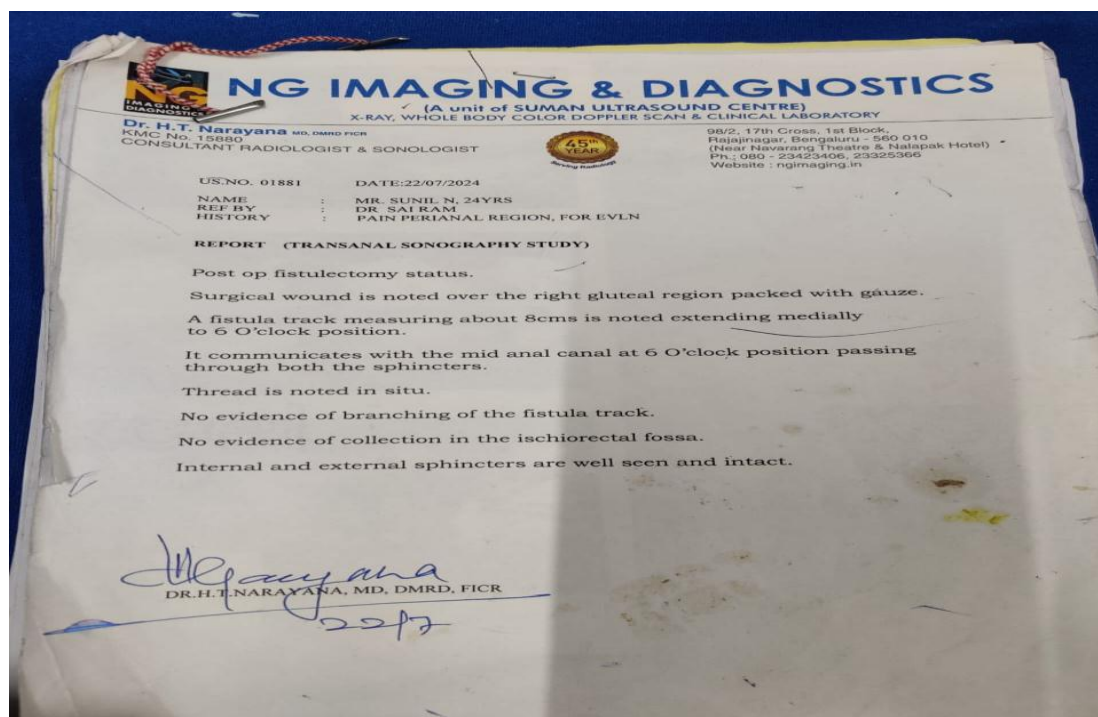 NG IMAGING & DIAGNOSTICS
(A unit of SUMAN ULTRASOUND CENTRE)
X-RAY, WHOLE BODY COLOR DOPPLER SCAN & CLINICAL LABORATORY
NG
IMAGING
DIAGNOSTICS
Dr. H.T. Narayana MD, DMRD FICR
KMC No. 15880
CONSULTANT RADIOLOGIST & SONOLOGIST
45th
YEAR
Serving Radiology
98/2, 17th Cross, 1st Block,
Rajajinagar, Bengaluru - 560 010
(Near Navarang Theatre & Nalapak Hotel)
Ph.; 080 - 23423406, 23325366
Website : ngimaging.in
US.NO. 01881 DATE:22/07/2024
NAME : MR. SUNIL N, 24YRS
REF BY : DR SAI RAM
HISTORY : PAIN PERIANAL REGION, FOR EVLN
REPORT (TRANSANAL SONOGRAPHY STUDY)
Post op fistulectomy status.
Surgical wound is noted over the right gluteal region packed with gauze.
A fistula track measuring about 8cms is noted extending medially
to 6 O'clock position.
It communicates with the mid anal canal at 6 O'clock position passing
through both the sphincters.
Thread is noted in situ.
No evidence of branching of the fistula track.
No evidence of collection in the ischiorectal fossa.
Internal and external sphincters are well seen and intact.
DR.H.T.NARAYANA, MD, DMRD, FICR
22/7